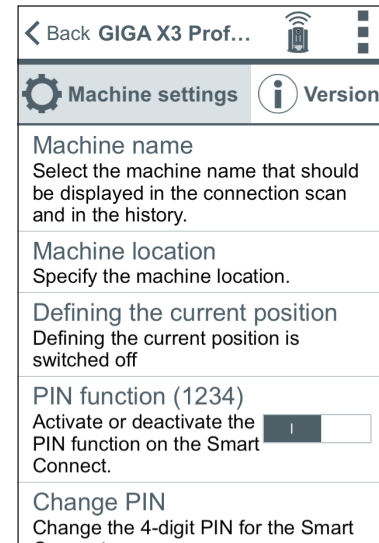 Back GIGA X3 Prof...
Machine settings
Version
Machine name
Select the machine name that should
be displayed in the connection scan
and in the history.
Machine location
Specify the machine location.
Defining the current position
Defining the current position is
switched off
PIN function (1234)
Activate or deactivate the
PIN function on the Smart
Connect.
Change PIN
Change the 4-digit PIN for the Smart